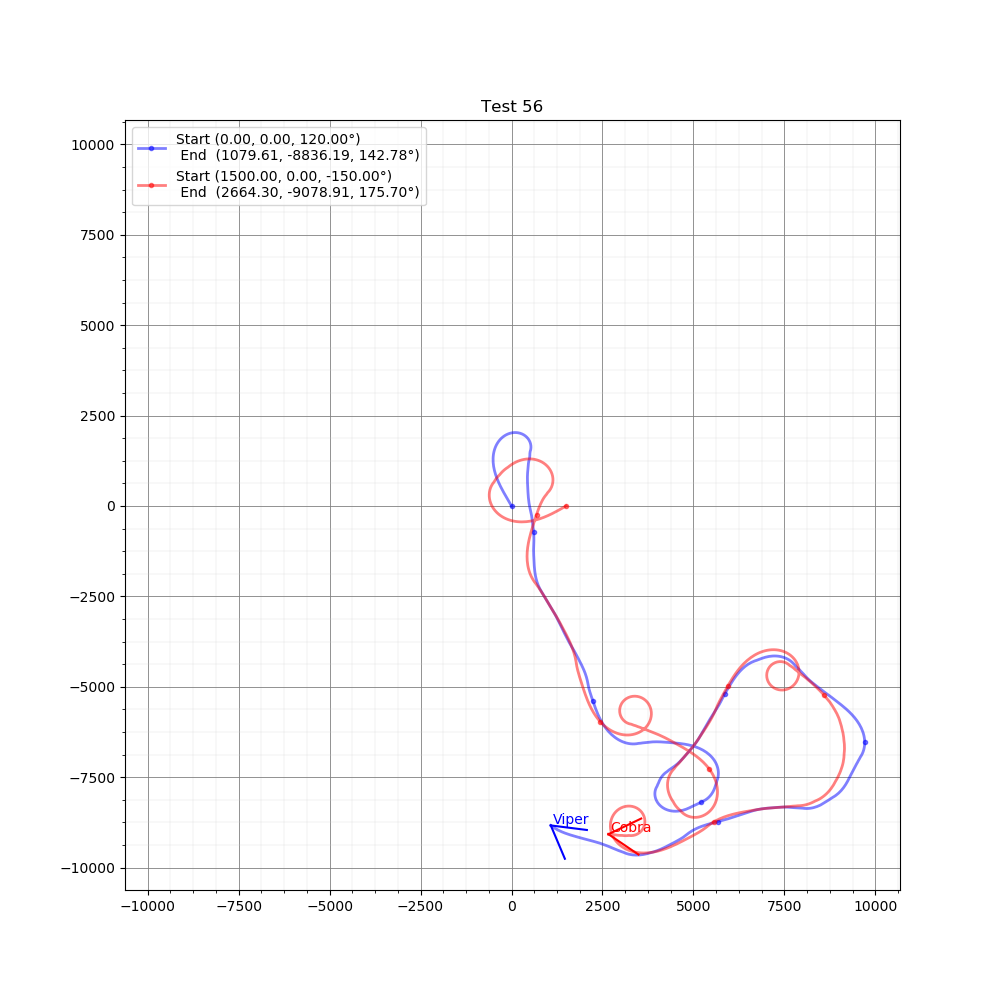 Test 56
Start (0.00, 0.00, 120.00°)
End (1079.61, -8836.19, 142.78°)
Start (1500.00, 0.00, -150.00°)
End (2664.30, -9078.91, 175.70°)
10000
7500
5000
2500
0
−2500
−5000
−7500
−10000
Viper
Cobra
−10000 −7500 −5000 −2500 0 2500 5000 7500 10000